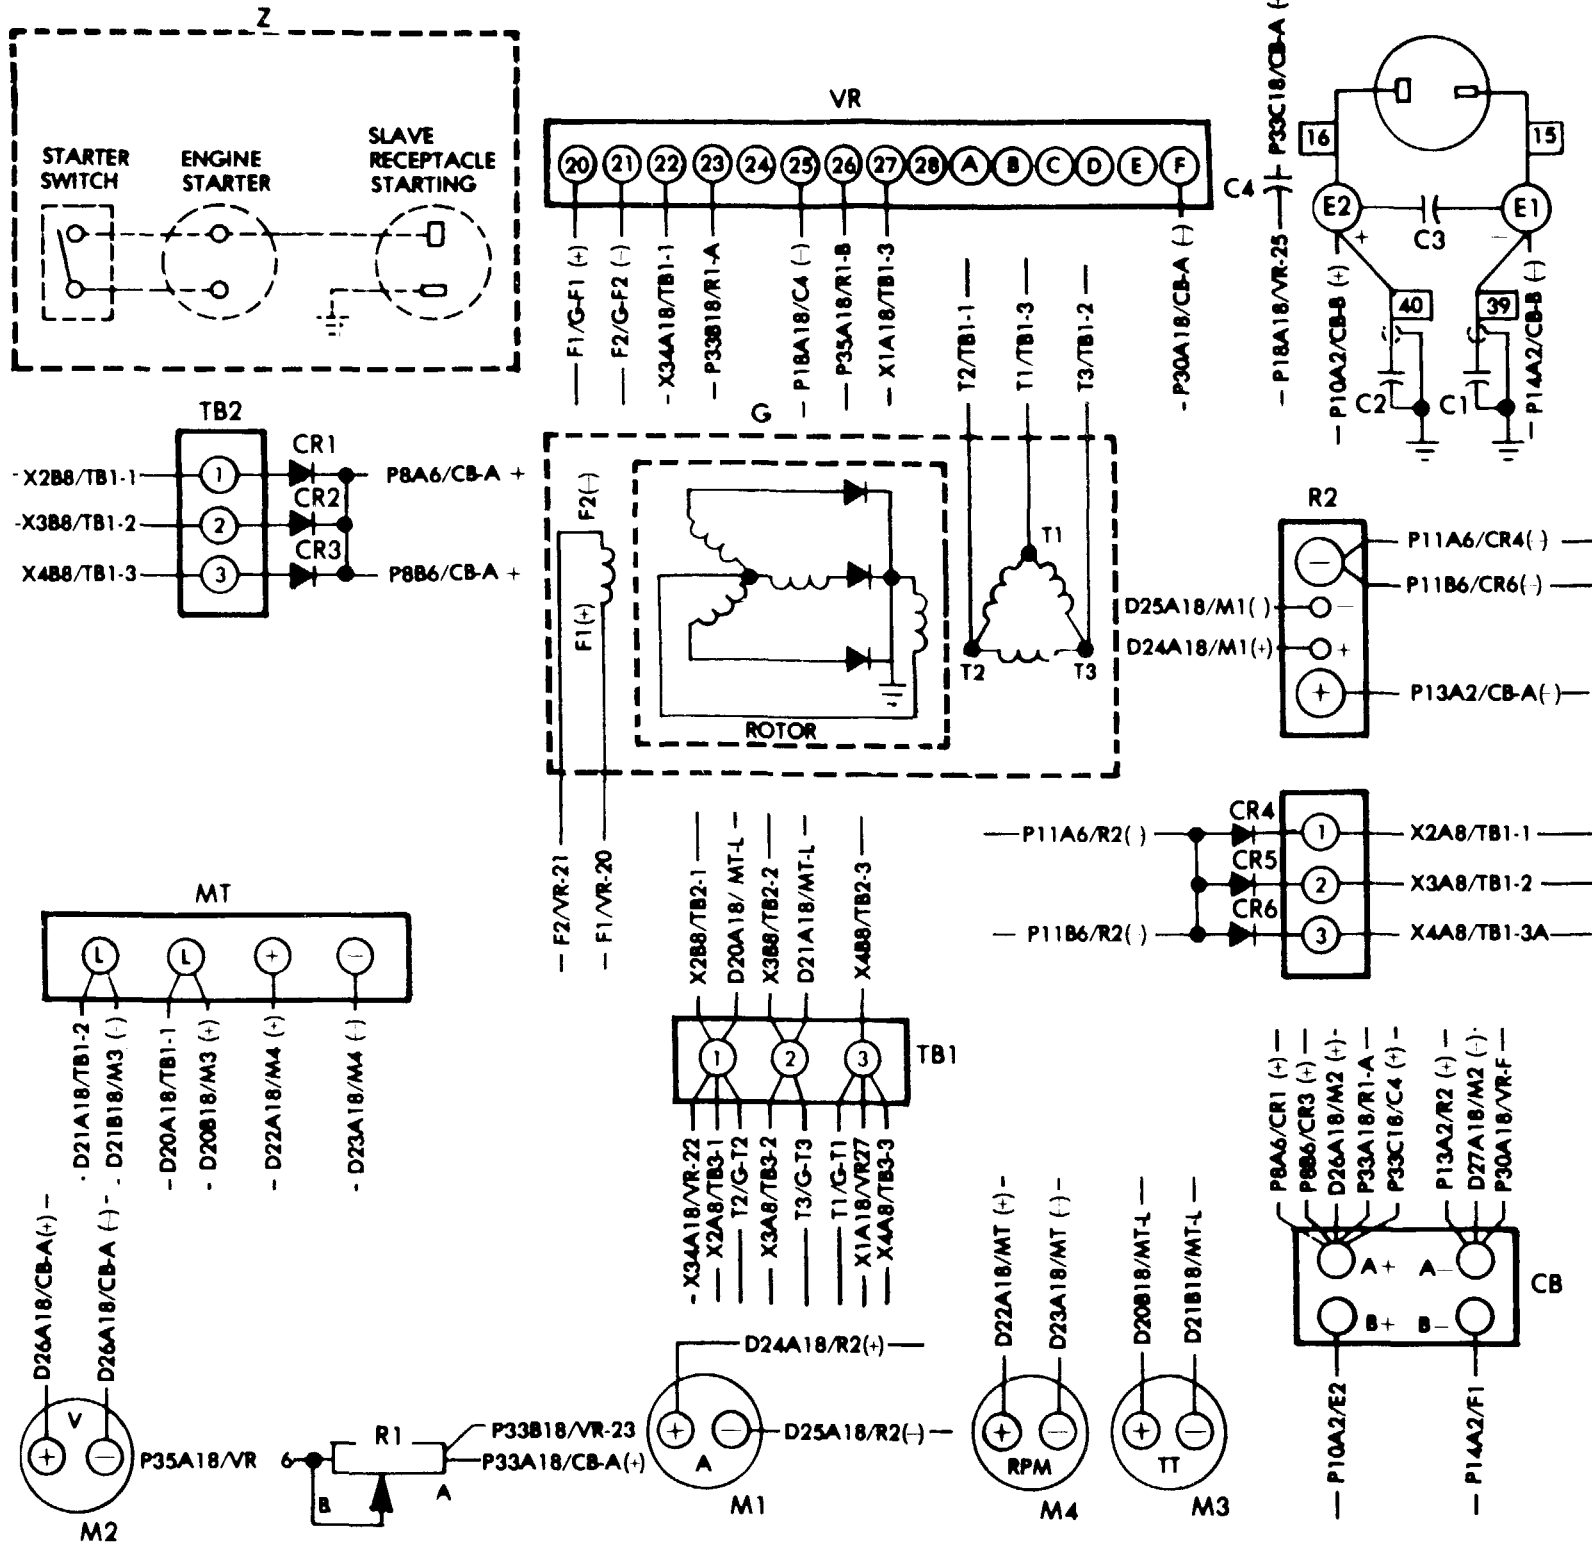 Z
STARTER
SWITCH
ENGINE
STARTER
SLAVE
RECEPTACLE
STARTING
VR
20 21 22 23 24 25 26 27 28 A B C D E F
F1/G-F1 (+)
F2/G-F2 (-)
X34A18/TB1-1
P33B18/R1-A
P18A18/C4 (-)
P35A18/R1-B
X1A18/TB1-3
T2/TB1-1
T1/TB1-3
T3/TB1-2
P30A18/CB-A (-)
P33C18/CB-A (+
C4
P18A18/VR-25
16
15
E2
E1
C3
+
-
P10A2/CB-B (+)
P14A2/CB-B (-)
40
39
C2
C1
TB2
X2B8/TB1-1
1
CR1
P8A6/CB-A +
X3B8/TB1-2
2
CR2
X4B8/TB1-3
3
CR3
P8B6/CB-A +
G
F2(-)
F1(+)
ROTOR
T1
T2
T3
F2/VR-21
F1/VR-20
R2
-
P11A6/CR4(-)
P11B6/CR6(-)
D25A18/M1( )
-
D24A18/M1(+)
+
+
P13A2/CB-A(-)
P11A6/R2( )
CR4
1
X2A8/TB1-1
CR5
2
X3A8/TB1-2
P11B6/R2( )
CR6
3
X4A8/TB1-3A
MT
L L + -
D21A18/TB1-2
D21B18/M3 (-)
D20A18/TB1-1
D20B18/M3 (+)
D22A18/M4 (+)
D23A18/M4 (-)
X2B8/TB2-1
D20A18/ MT-L
X3B8/TB2-2
D21A18/MT-L
X4B8/TB2-3
1 2 3
TB1
X34A18/VR-22
X2A8/TB3-1
T2/G-T2
X3A8/TB3-2
T3/G-T3
T1/G-T1
X1A18/VR27
X4A8/TB3-3
P8A6/CR1 (+)
P8B6/CR3 (+)
D26A18/M2 (+)
P33A18/R1-A
P33C18/C4 (+)
P13A2/R2 (+)
D27A18/M2 (-)
P30A18/VR-F
A+ A-
B+ B-
CB
P10A2/E2
P14A2/F1
D26A18/CB-A(+)
D26A18/CB-A (-)
V
+ -
M2
P35A18/VR 6
R1
B
A
P33B18/VR-23
P33A18/CB-A(+)
D24A18/R2(+)
+ -
A
D25A18/R2(-)
M1
D22A18/MT (+)
D23A18/MT (-)
+ -
RPM
M4
D20B18/MT-L
D21B18/MT-L
+ -
TT
M3